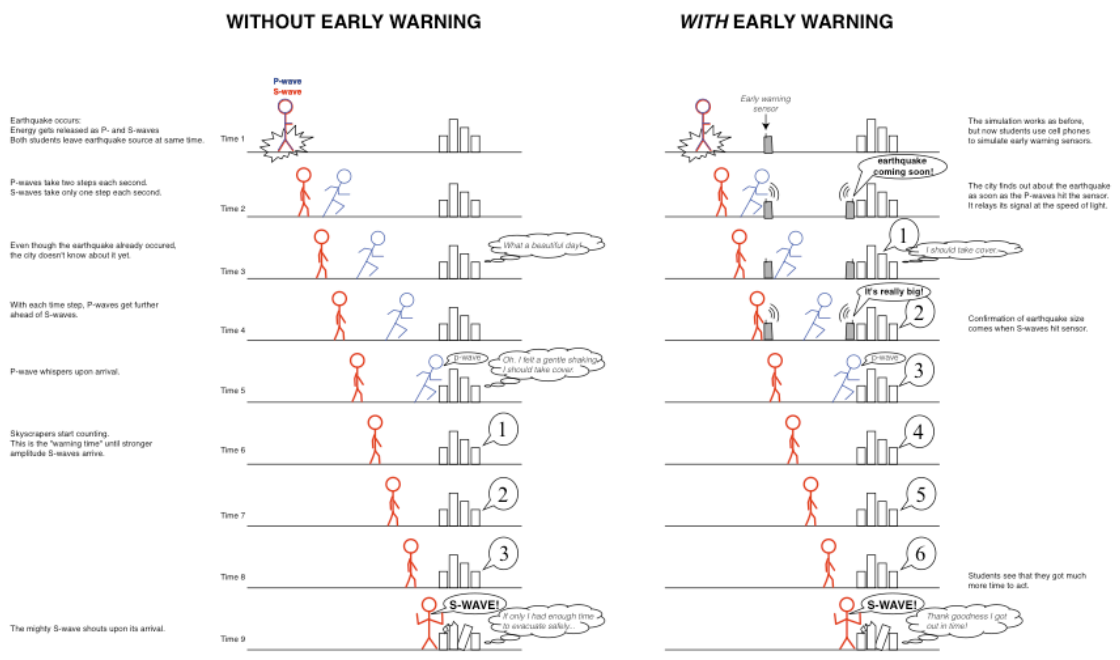 WITHOUT EARLY WARNING
WITH EARLY WARNING
P-wave
S-wave
Earthquake occurs:
Energy gets released as P- and S-waves
Both students leave earthquake source at same time.
Time 1
Early warning
sensor
The simulation works as before,
but now students use cell phones
to simulate early warning sensors.
P-waves take two steps each second.
S-waves take only one step each second.
Time 2
earthquake
coming soon!
The city finds out about the earthquake
as soon as the P-waves hit the sensor.
It relays its signal at the speed of light.
Even though the earthquake already occured,
the city doesn't know about it yet.
Time 3
What a beautiful day!
1
I should take cover.
With each time step, P-waves get further
ahead of S-waves.
Time 4
It's really big!
2
Confirmation of earthquake size
comes when S-waves hit sensor.
P-wave whispers upon arrival.
Time 5
p-wave
Oh. I felt a gentle shaking.
I should take cover.
p-wave
3
Skyscrapers start counting.
This is the "warning time" until stronger
amplitude S-waves arrive.
Time 6
1
4
Time 7
2
5
Time 8
3
6
Students see that they got much
more time to act.
The mighty S-wave shouts upon its arrival.
Time 9
S-WAVE!
If only I had enough time
to evacuate safely...
S-WAVE!
Thank goodness I got
out in time!